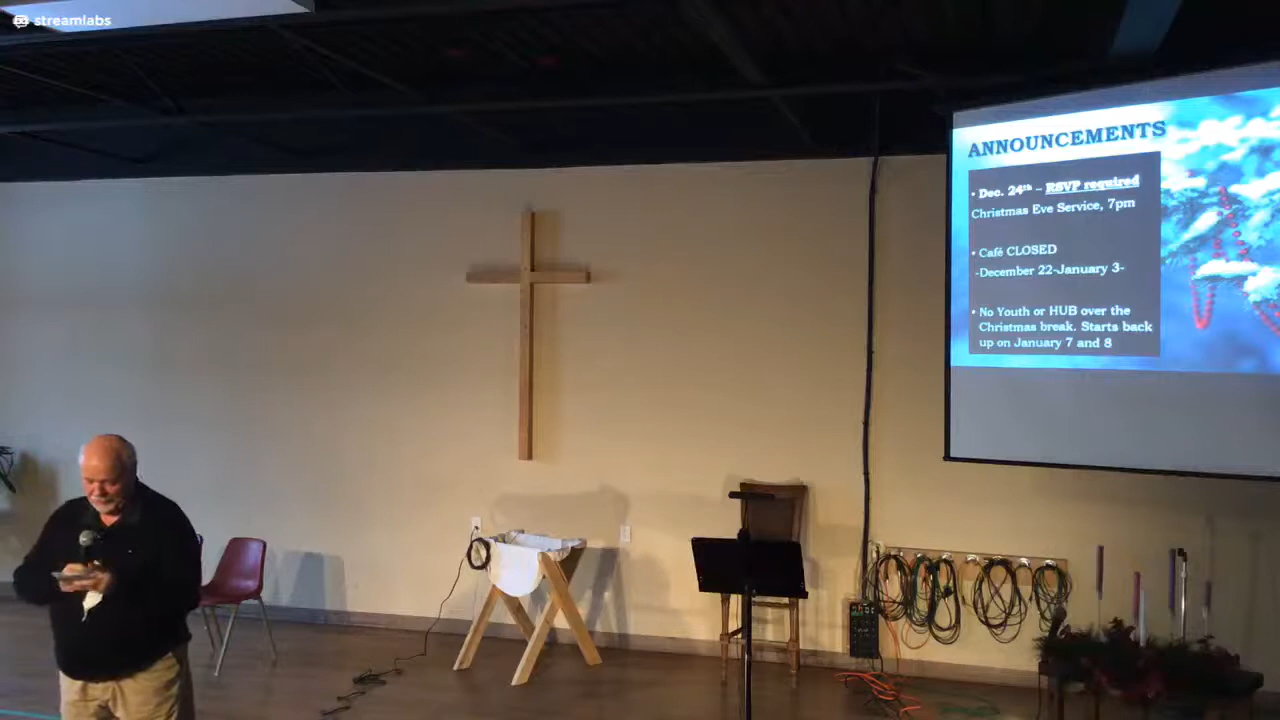 streamlabs
ANNOUNCEMENTS
• Dec. 24th – RSVP required
Christmas Eve Service, 7pm
• Café CLOSED
-December 22-January 3-
• No Youth or HUB over the
Christmas break. Starts back
up on January 7 and 8